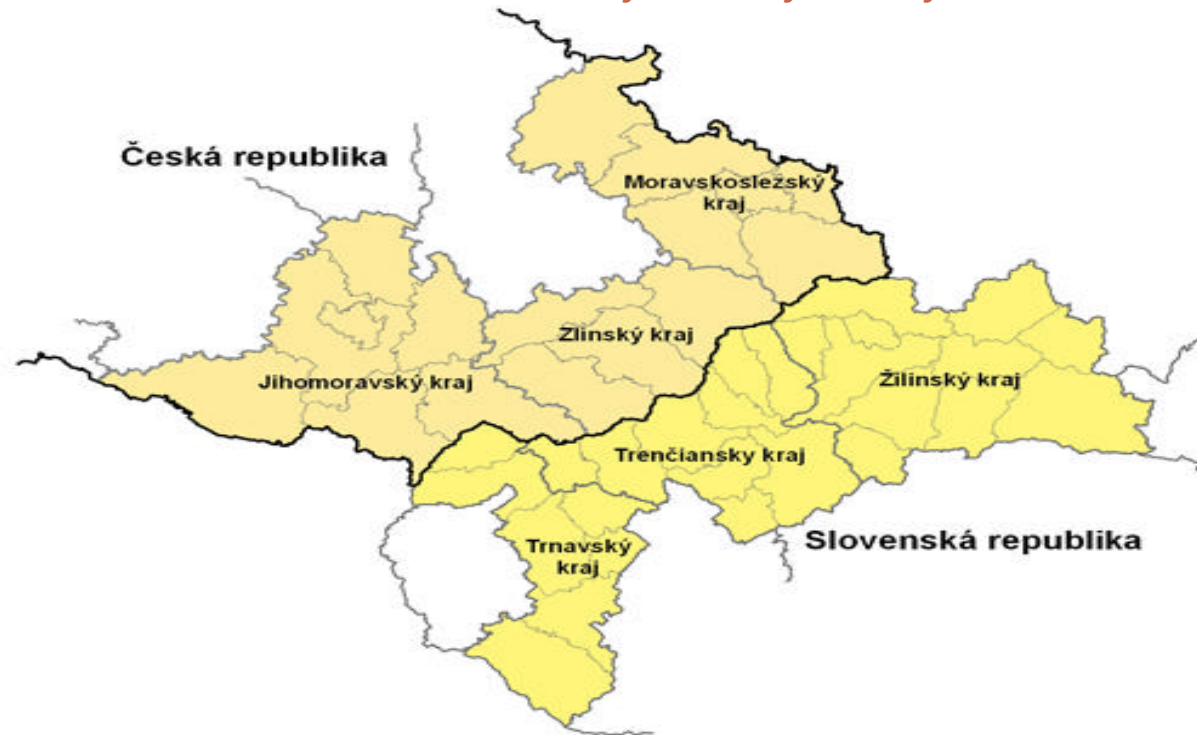 Česká republika
Moravskoslezský
kraj
Zlínský kraj
Jihomoravský kraj
Žilinský kraj
Trenčiansky kraj
Slovenská republika
Trnavský
kraj